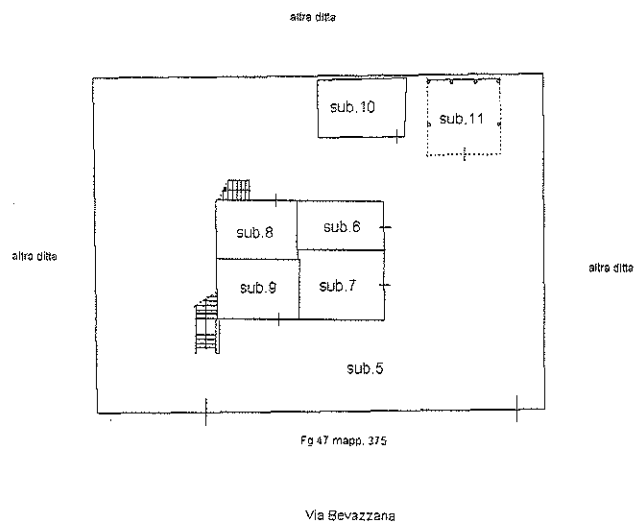 altra ditta
sub.10
sub.11
sub.8
sub.6
altra ditta
altra ditta
sub.9
sub.7
sub.5
Fg 47 mapp. 375
Via Bevazzana